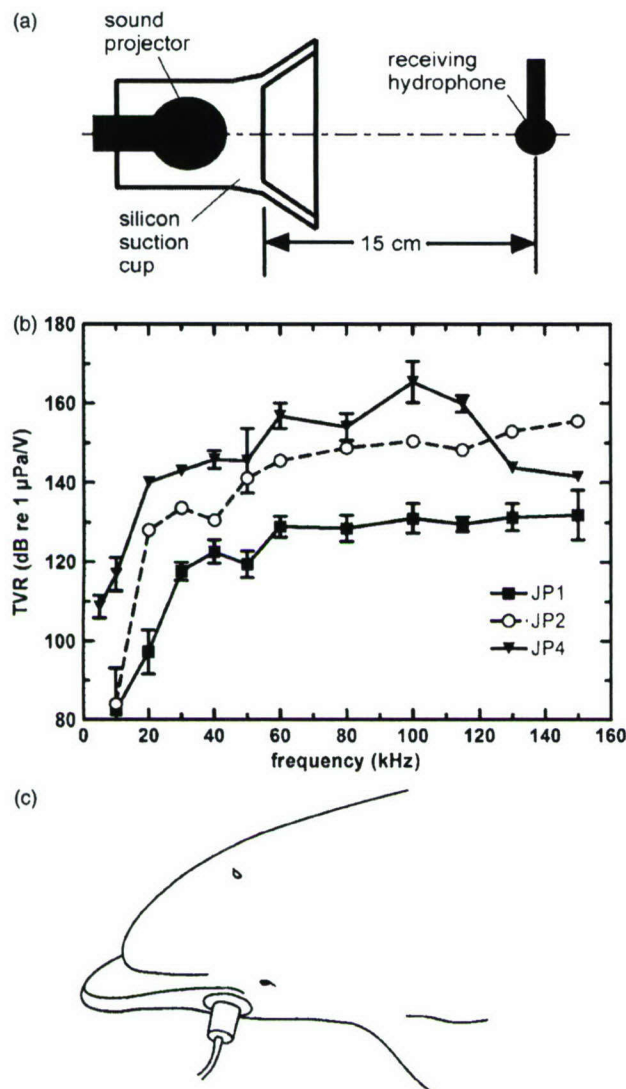 (a)
sound
projector
receiving
hydrophone
silicon
suction
cup
15 cm
(b)
180
160
140
120
100
80
TVR (dB re 1 μPa/V)
JP1
JP2
JP4
0 20 40 60 80 100 120 140 160
frequency (kHz)
(c)